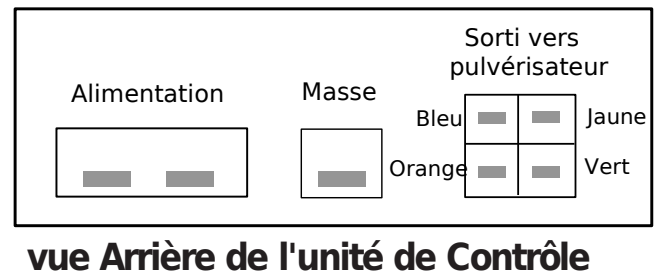 Sorti vers
pulvérisateur
Alimentation
Masse
Bleu
Jaune
Orange
Vert
vue Arrière de l'unité de Contrôle